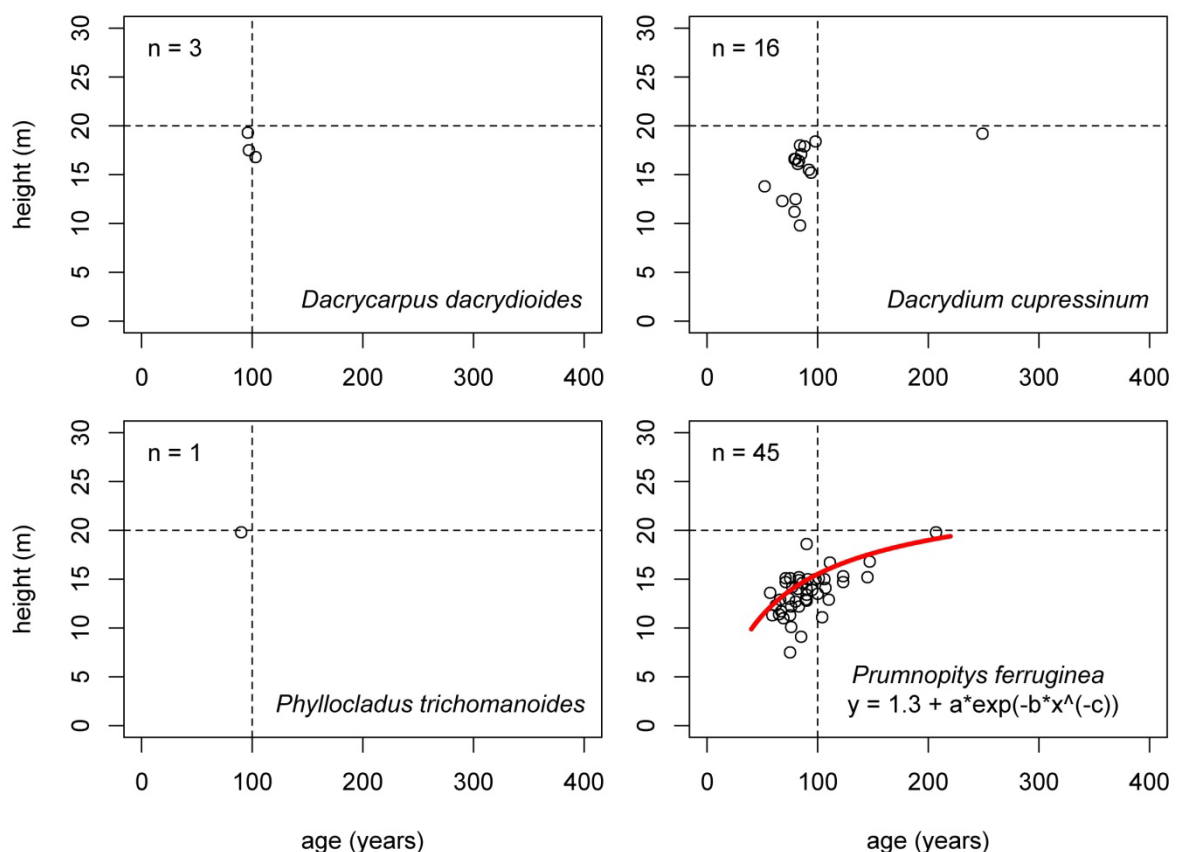 n = 3
30
25
20
15
10
5
0
height (m)
Dacrycarpus dacrydioides
0 100 200 300 400
n = 16
30
25
20
15
10
5
0
Dacrydium cupressinum
0 100 200 300 400
n = 1
30
25
20
15
10
5
0
height (m)
Phyllocladus trichomanoides
0 100 200 300 400
age (years)
n = 45
30
25
20
15
10
5
0
Prumnopitys ferruginea
y = 1.3 + a*exp(-b*x^(-c))
0 100 200 300 400
age (years)